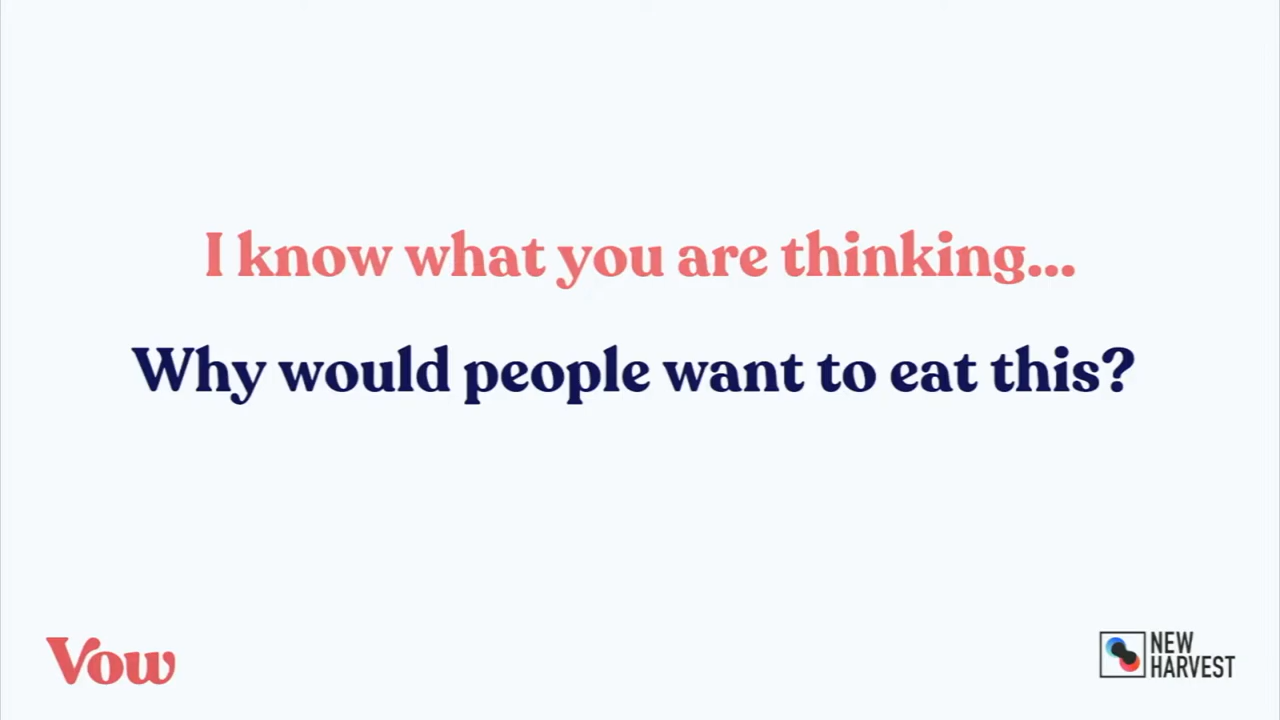 I know what you are thinking...
Why would people want to eat this?
Vow
NEW
HARVEST